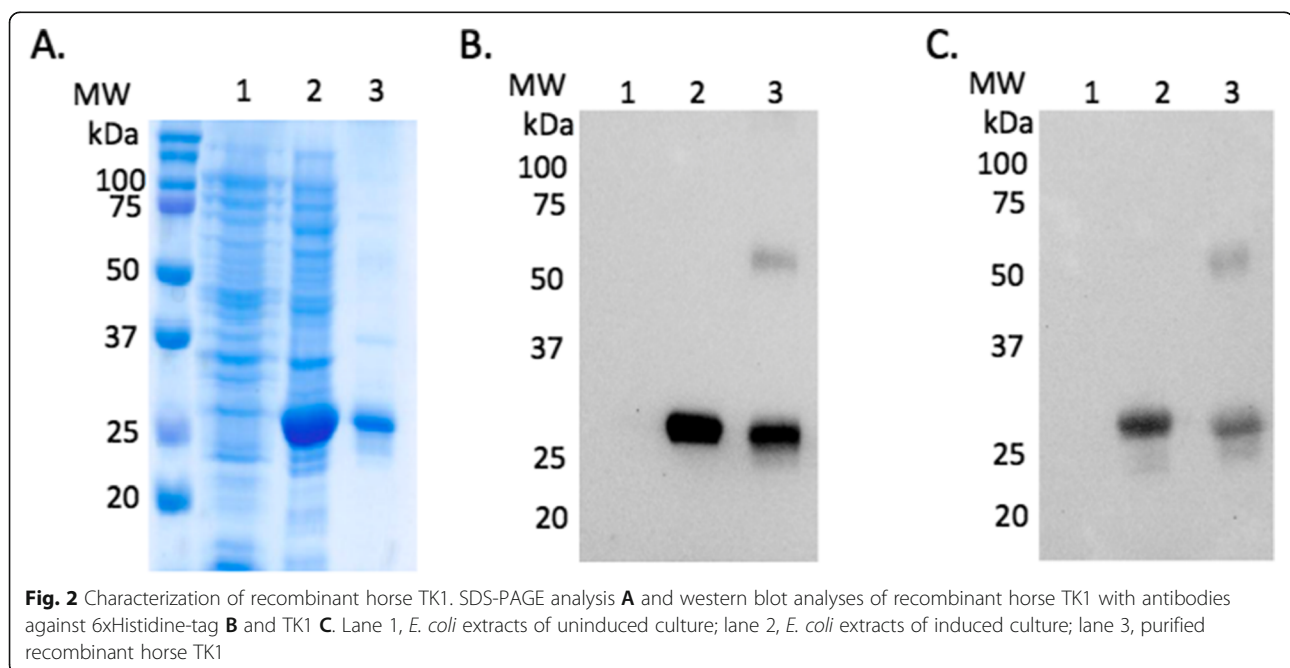 A.
MW
kDa
1 2 3
100
75
50
37
25
20
B.
MW
kDa
1 2 3
100
75
50
37
25
20
C.
MW
kDa
1 2 3
100
75
50
37
25
20
Fig. 2 Characterization of recombinant horse TK1. SDS-PAGE analysis A and western blot analyses of recombinant horse TK1 with antibodies
against 6xHistidine-tag B and TK1 C. Lane 1, E. coli extracts of uninduced culture; lane 2, E. coli extracts of induced culture; lane 3, purified
recombinant horse TK1